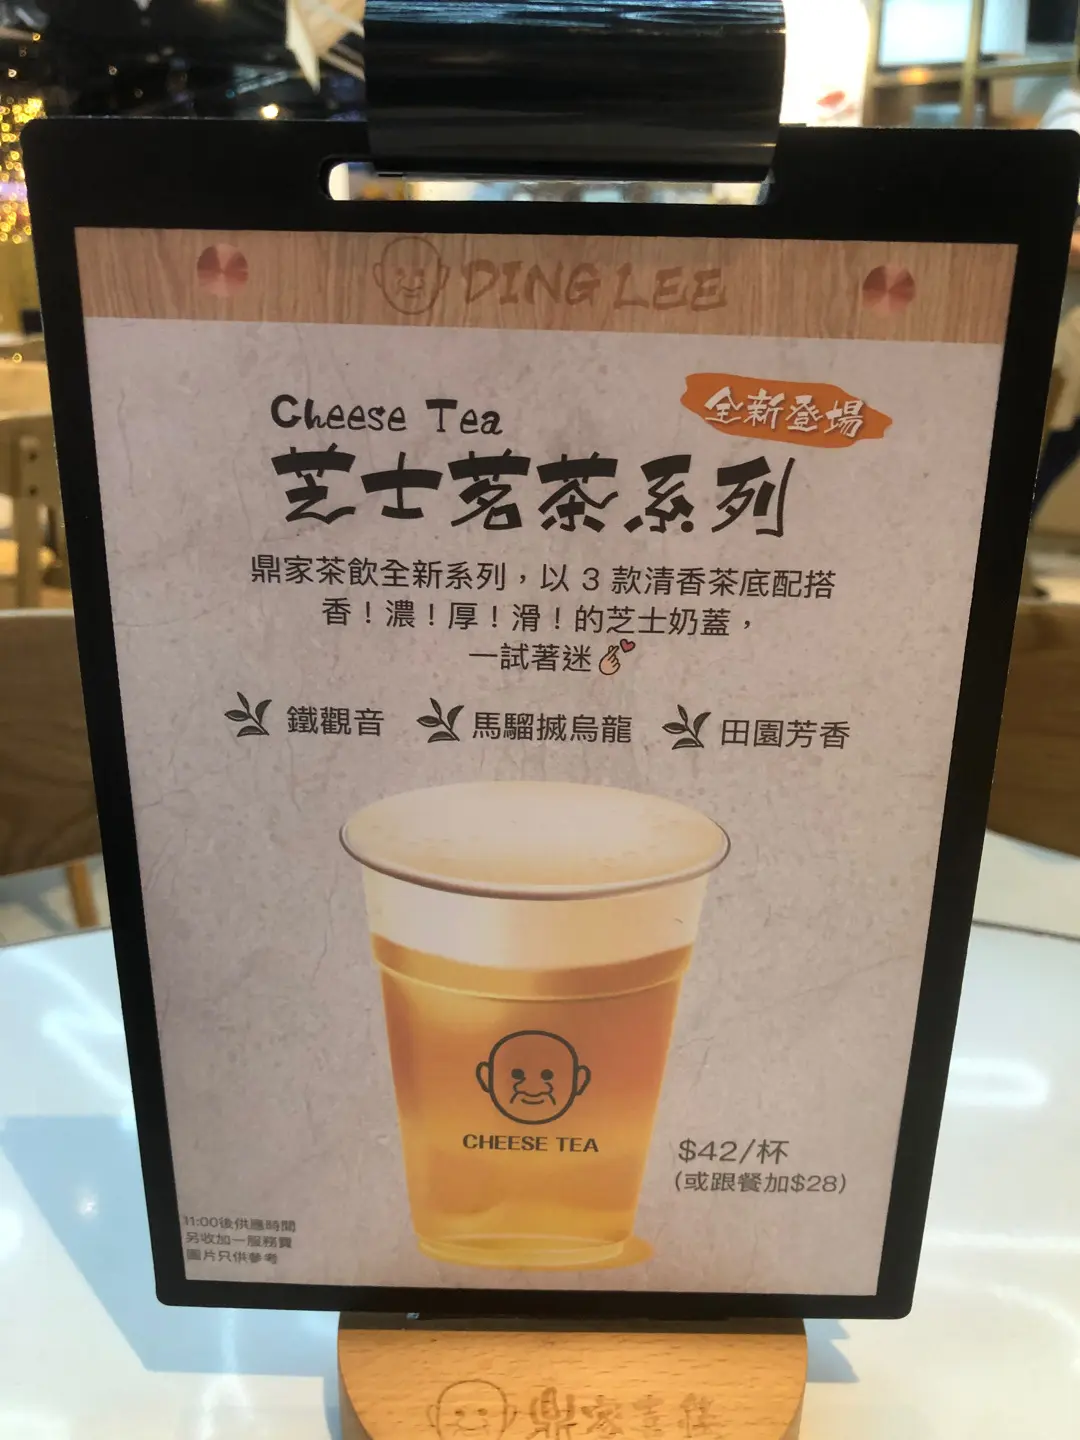 DING LEE
Cheese Tea
全新登場
芝士茗茶系列
鼎家茶飲全新系列，以 3 款清香茶底配搭
香！濃！厚！滑！的芝士奶蓋，
一試著迷
鐵觀音 馬騮搣烏龍 田園芳香
CHEESE TEA
$42/杯
(或跟餐加$28)
11:00後供應時間
另收加一服務費
圖片只供參考
鼎家